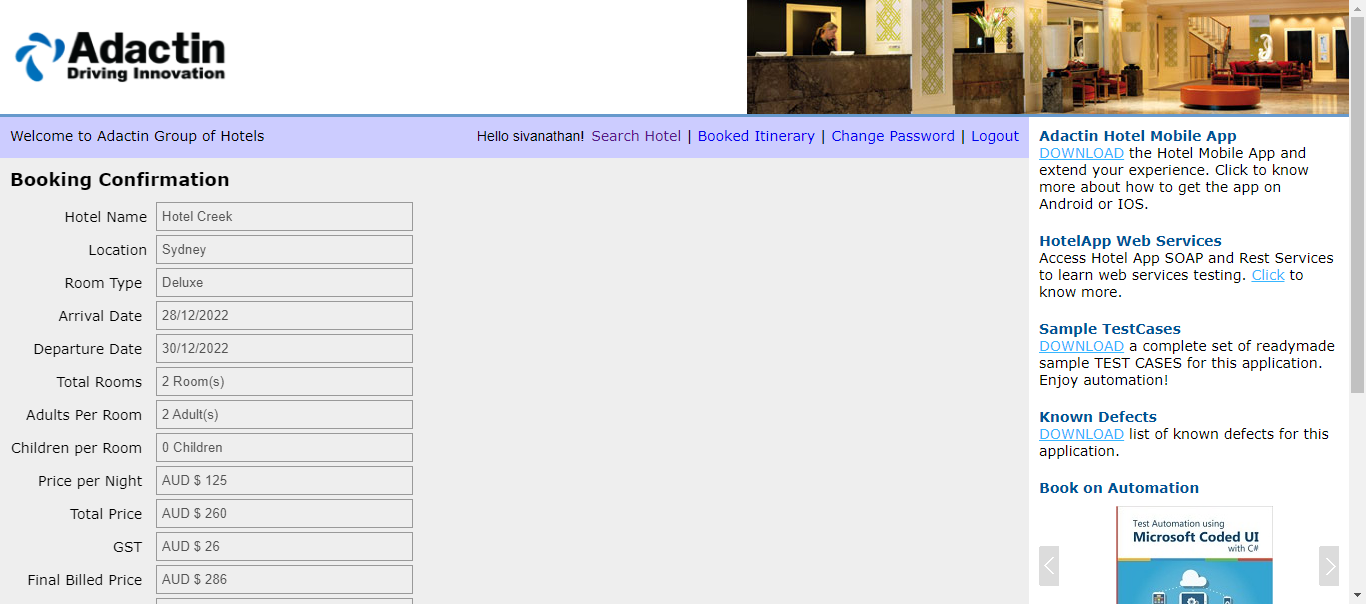 Adactin
Driving Innovation
Welcome to Adactin Group of Hotels
Hello sivanathan! Search Hotel | Booked Itinerary | Change Password | Logout
Booking Confirmation
Hotel Name Hotel Creek
Location Sydney
Room Type Deluxe
Arrival Date 28/12/2022
Departure Date 30/12/2022
Total Rooms 2 Room(s)
Adults Per Room 2 Adult(s)
Children per Room 0 Children
Price per Night AUD $ 125
Total Price AUD $ 260
GST AUD $ 26
Final Billed Price AUD $ 286
Adactin Hotel Mobile App
DOWNLOAD the Hotel Mobile App and
extend your experience. Click to know
more about how to get the app on
Android or IOS.
HotelApp Web Services
Access Hotel App SOAP and Rest Services
to learn web services testing. Click to
know more.
Sample TestCases
DOWNLOAD a complete set of readymade
sample TEST CASES for this application.
Enjoy automation!
Known Defects
DOWNLOAD list of known defects for this
application.
Book on Automation
Test Automation using
Microsoft Coded UI
with C#